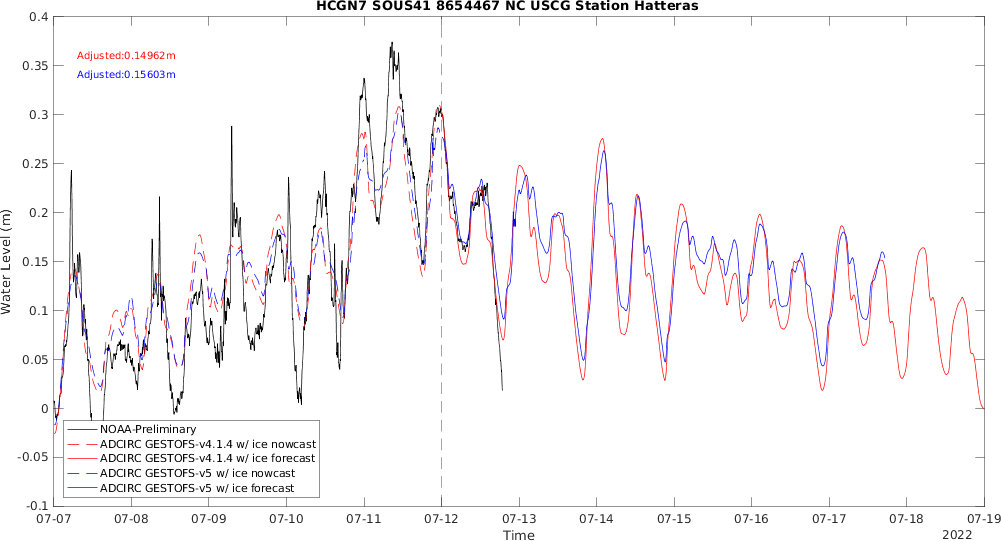 HCGN7 SOUS41 8654467 NC USCG Station Hatteras
Adjusted:0.14962m
Adjusted:0.15603m
Water Level (m)
0.4
0.35
0.3
0.25
0.2
0.15
0.1
0.05
0
-0.05
-0.1
NOAA-Preliminary
ADCIRC GESTOFS-v4.1.4 w/ ice nowcast
ADCIRC GESTOFS-v4.1.4 w/ ice forecast
ADCIRC GESTOFS-v5 w/ ice nowcast
ADCIRC GESTOFS-v5 w/ ice forecast
07-07 07-08 07-09 07-10 07-11 07-12 07-13 07-14 07-15 07-16 07-17 07-18 07-19
Time
2022